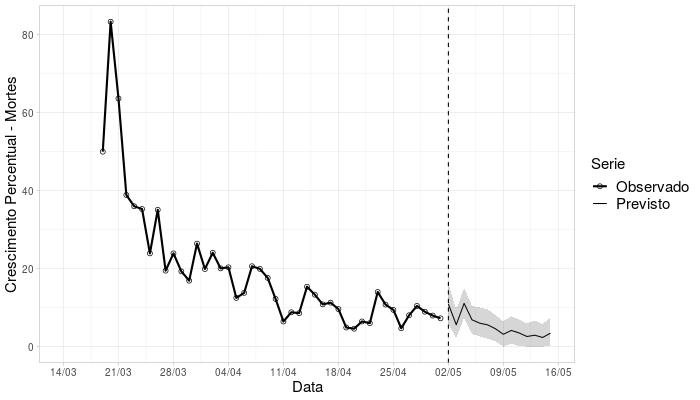 Crescimento Percentual - Mortes
80
60
40
20
0
14/03 21/03 28/03 04/04 11/04 18/04 25/04 02/05 09/05 16/05
Data
Serie
Observado
Previsto